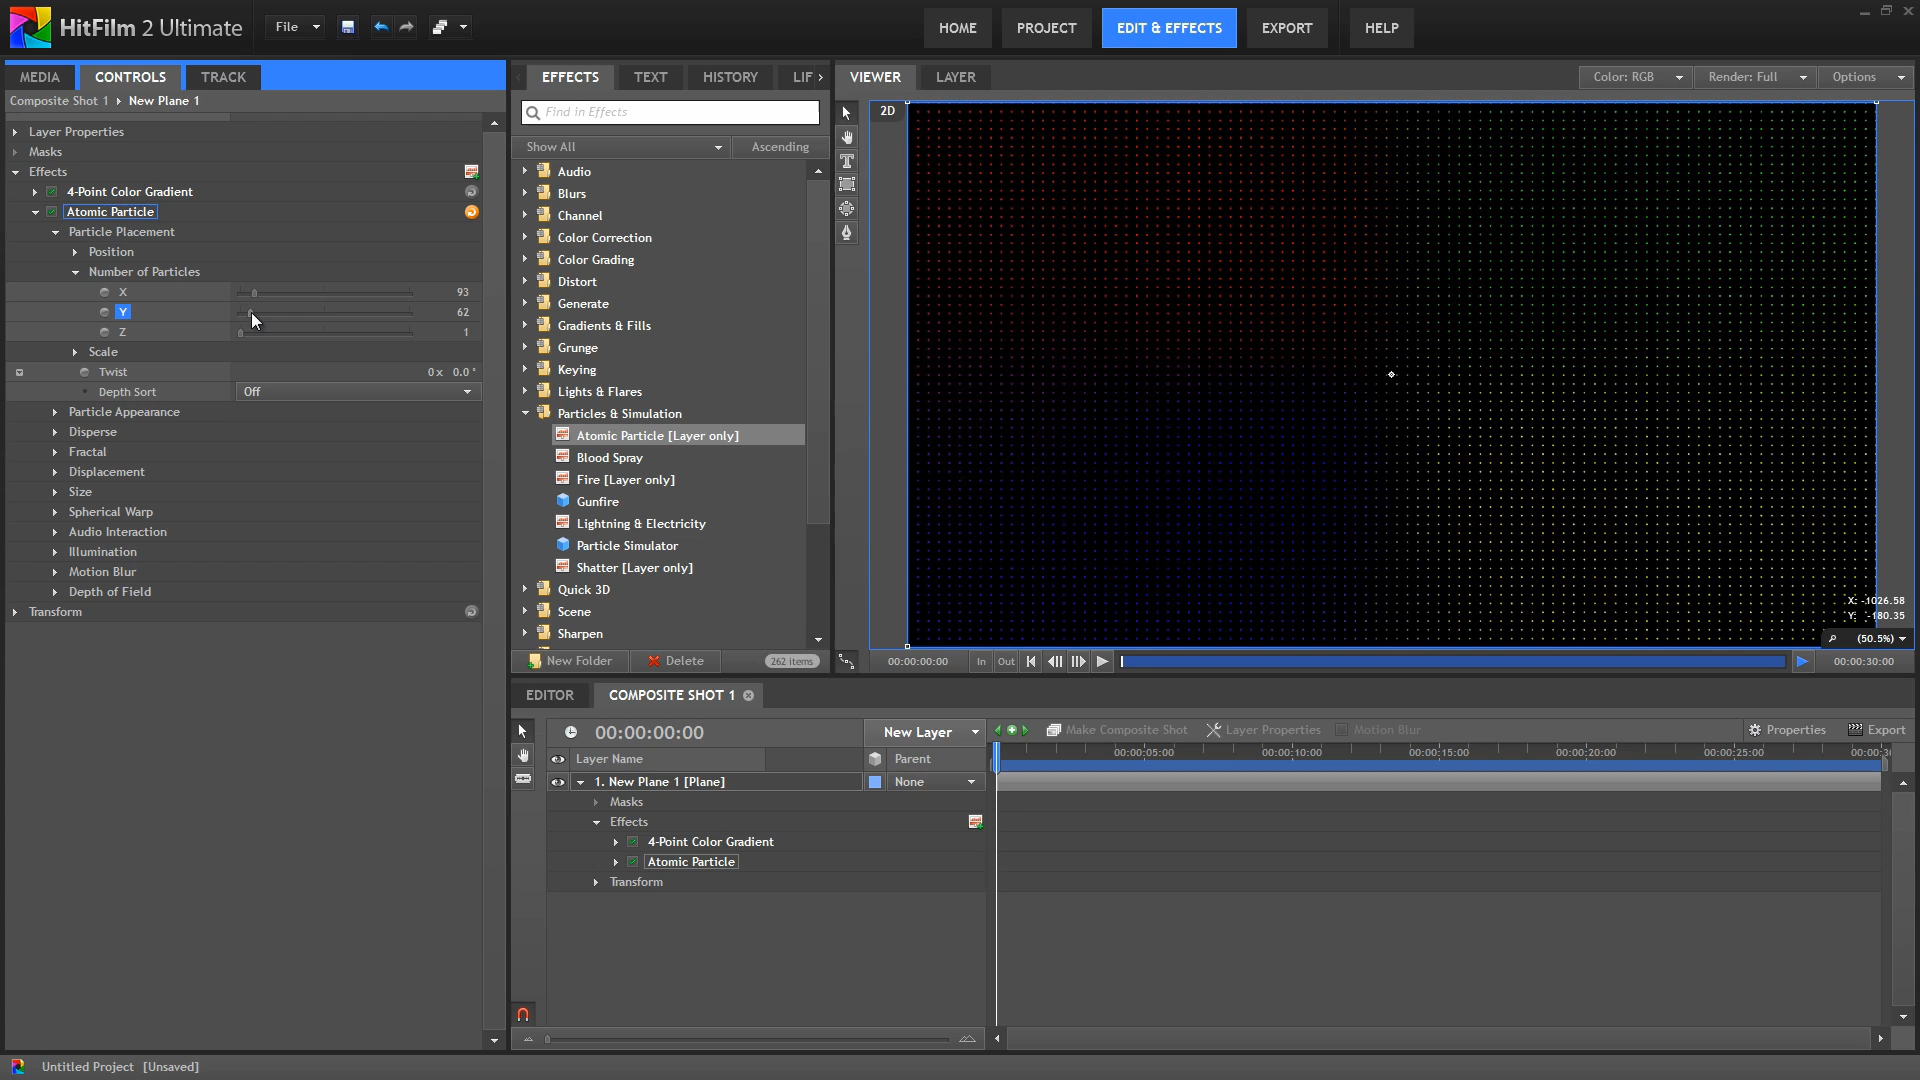 HitFilm 2 Ultimate
File
HOME
PROJECT
EDIT & EFFECTS
EXPORT
HELP
MEDIA
CONTROLS
TRACK
Composite Shot 1 New Plane 1
Layer Properties
Masks
Effects
4-Point Color Gradient
Atomic Particle
Particle Placement
Position
Number of Particles
X 93
Y 62
Z 1
Scale
Twist 0x 0.0°
Depth Sort Off
Particle Appearance
Disperse
Fractal
Displacement
Size
Spherical Warp
Audio Interaction
Illumination
Motion Blur
Depth of Field
Transform
EFFECTS
TEXT
HISTORY
LIF
Find in Effects
Show All
Ascending
Audio
Blurs
Channel
Color Correction
Color Grading
Distort
Generate
Gradients & Fills
Grunge
Keying
Lights & Flares
Particles & Simulation
Atomic Particle [Layer only]
Blood Spray
Fire [Layer only]
Gunfire
Lightning & Electricity
Particle Simulator
Shatter [Layer only]
Quick 3D
Scene
Sharpen
New Folder
Delete
262 items
VIEWER
LAYER
Color: RGB
Render: Full
Options
2D
X: -1026.58
Y: -180.35
(50.5%)
00:00:00:00
In
Out
00:00:30:00
EDITOR
COMPOSITE SHOT 1
00:00:00:00
New Layer
Make Composite Shot
Layer Properties
Motion Blur
Properties
Export
Layer Name
Parent
00:00:05:00
00:00:10:00
00:00:15:00
00:00:20:00
00:00:25:00
00:00:3
1. New Plane 1 [Plane]
None
Masks
Effects
4-Point Color Gradient
Atomic Particle
Transform
Untitled Project [Unsaved]